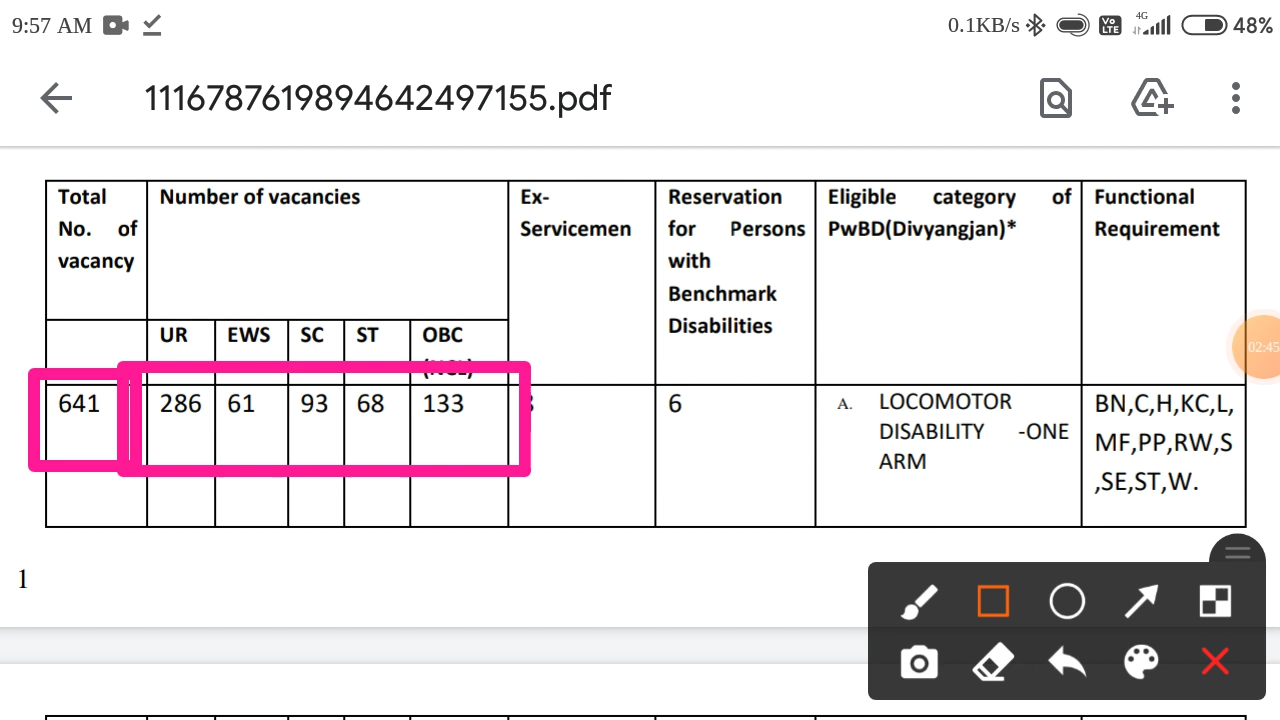 9:57 AM 0.1KB/s Vo LTE 4G 48%
1116787619894642497155.pdf
Total No. of vacancy
Number of vacancies
Ex-Servicemen
Reservation for Persons with Benchmark Disabilities
Eligible category of PwBD(Divyangjan)*
Functional Requirement
UR EWS SC ST OBC
641 286 61 93 68 133 6
A. LOCOMOTOR
DISABILITY -ONE
ARM
BN,C,H,KC,L,
MF,PP,RW,S
,SE,ST,W.
02:45
1